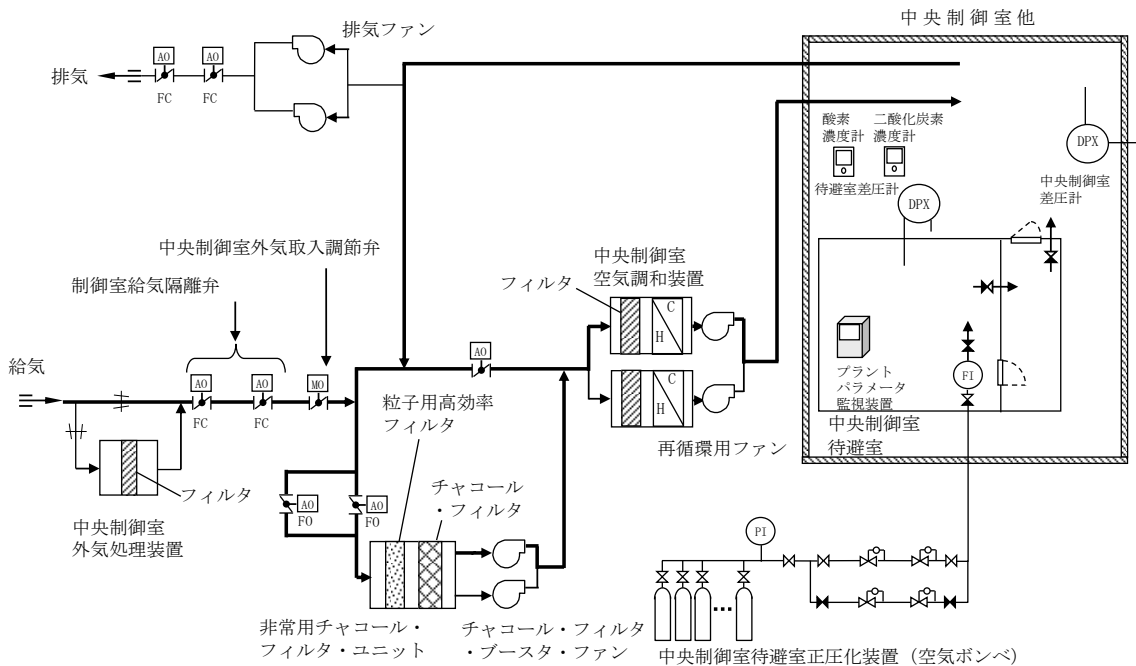 中央制御室他
排気ファン
AO
AO
排気
FC
FC
酸素
濃度計
二酸化炭素
濃度計
DPX
待避室差圧計
中央制御室
差圧計
DPX
中央制御室外気取入調節弁
制御室給気隔離弁
中央制御室
空気調和装置
フィルタ
C
H
給気
AO
AO
MO
AO
FC
FC
C
H
プラント
パラメータ
監視装置
FI
中央制御室
待避室
粒子用高効率
フィルタ
再循環用ファン
フィルタ
チャコール
・フィルタ
AO
FO
AO
FO
中央制御室
外気処理装置
PI
非常用チャコール・
フィルタ・ユニット
チャコール・フィルタ
・ブースタ・ファン
中央制御室待避室正圧化装置（空気ボンベ）